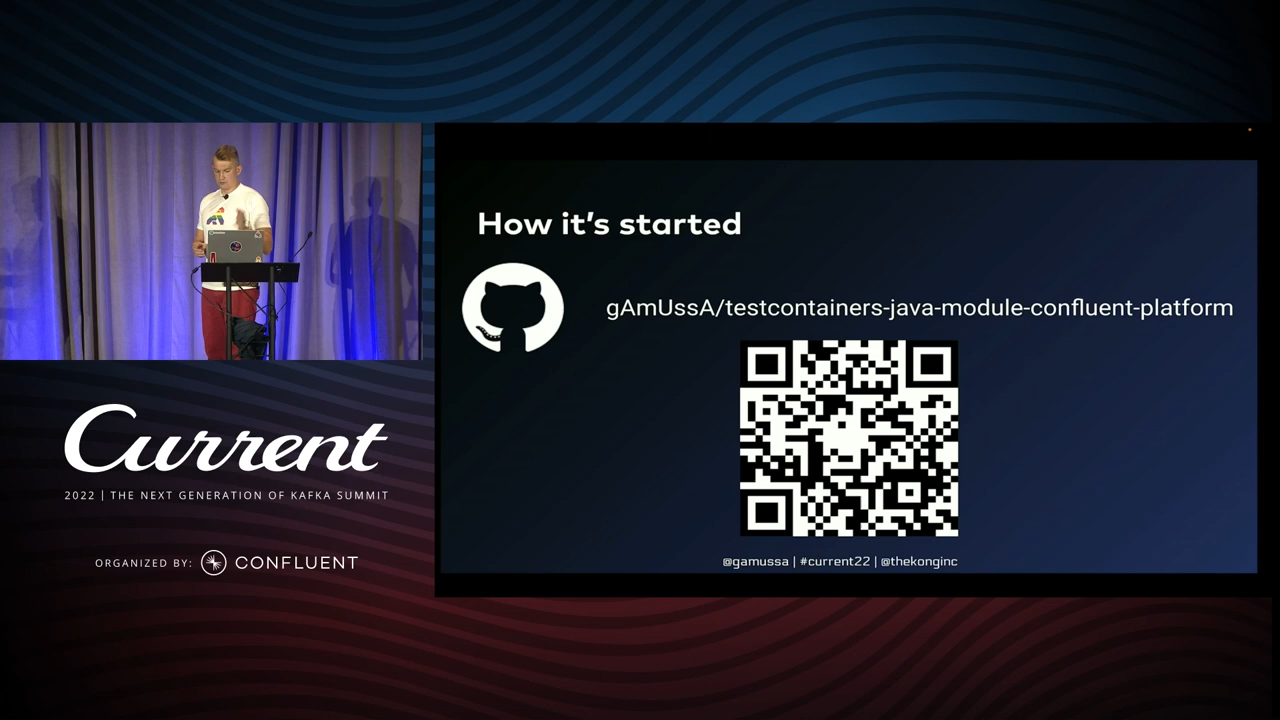 How it's started
gAmUssA/testcontainers-java-module-confluent-platform
@gamussa | #current22 | @thekonginc
Current
2022 | THE NEXT GENERATION OF KAFKA SUMMIT
ORGANIZED BY: CONFLUENT